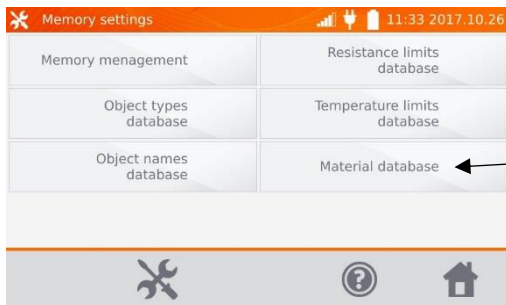 Memory settings
11:33 2017.10.26
Memory menagement
Resistance limits
database
Object types
database
Temperature limits
database
Object names
database
Material database
?